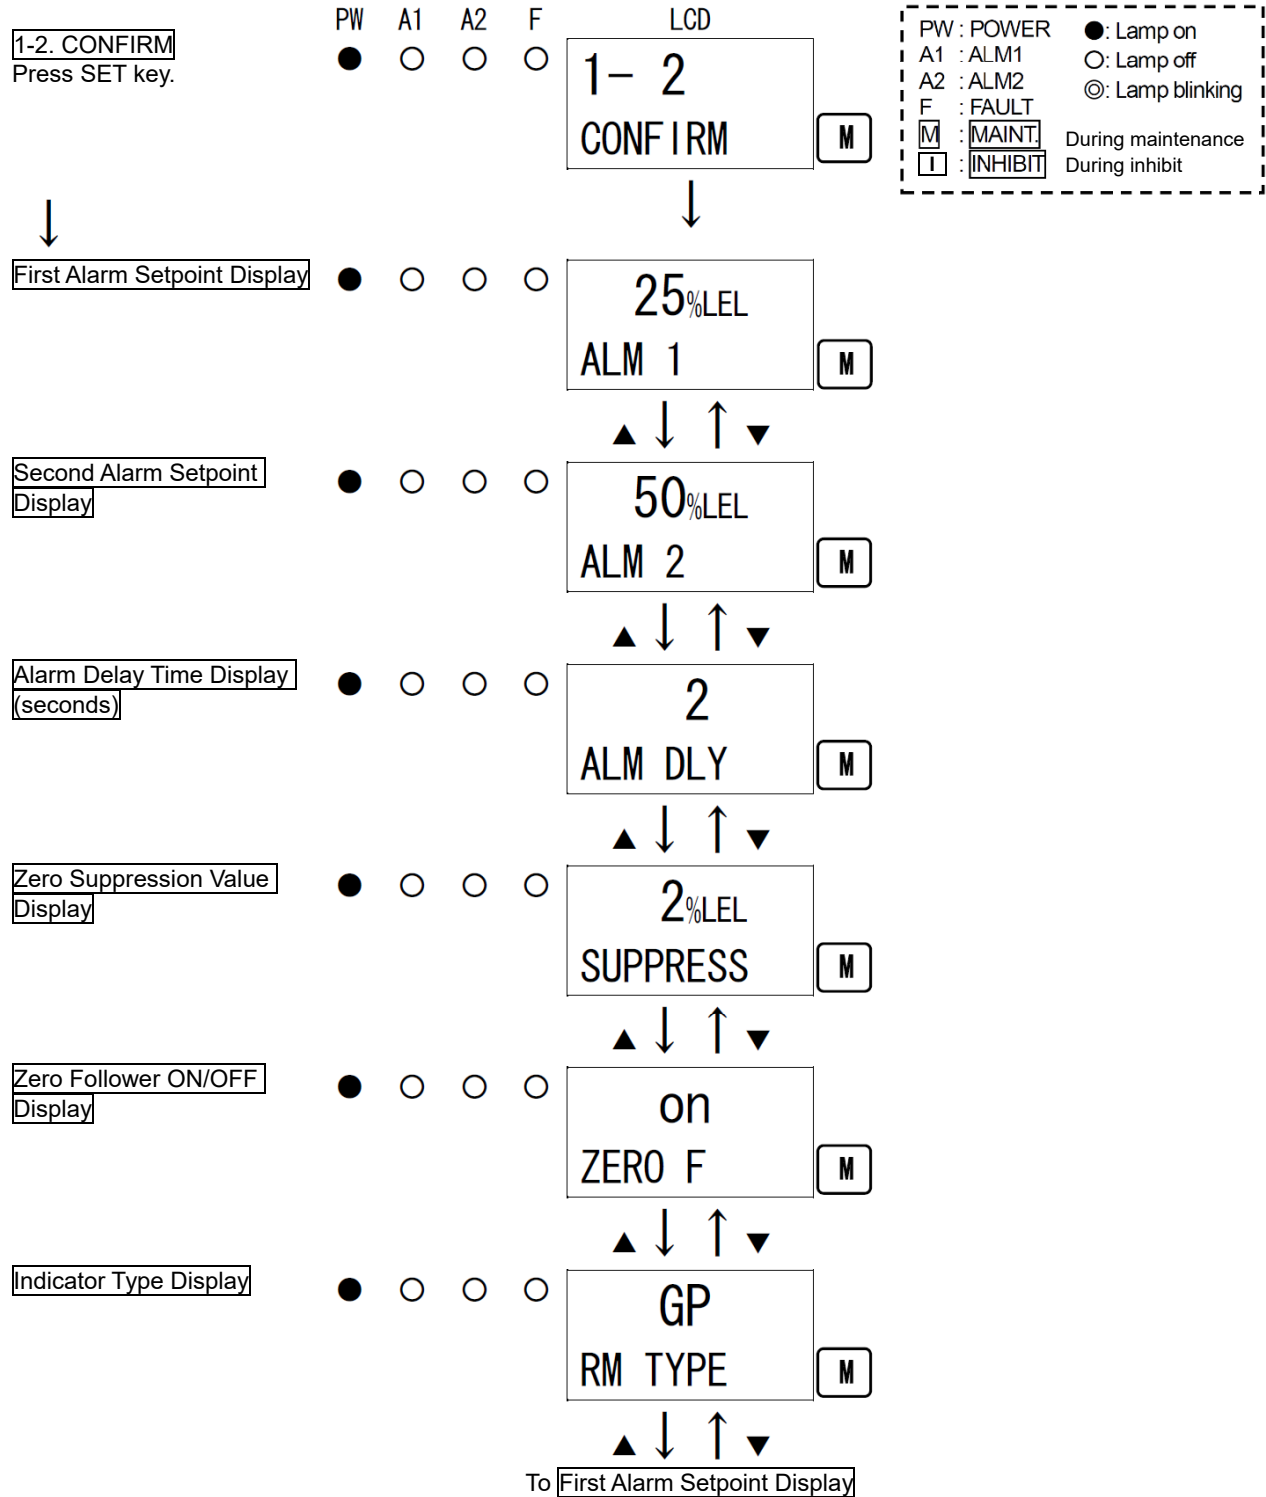 PW A1 A2 F LCD
1-2. CONFIRM
Press SET key.
1- 2
CONFIRM
M
PW : POWER ●: Lamp on
A1 : ALM1 ○: Lamp off
A2 : ALM2 ◎: Lamp blinking
F : FAULT
M : MAINT. During maintenance
I : INHIBIT During inhibit
First Alarm Setpoint Display
25%LEL
ALM 1
M
Second Alarm Setpoint
Display
50%LEL
ALM 2
M
Alarm Delay Time Display
(seconds)
2
ALM DLY
M
Zero Suppression Value
Display
2%LEL
SUPPRESS
M
Zero Follower ON/OFF
Display
on
ZERO F
M
Indicator Type Display
GP
RM TYPE
M
To First Alarm Setpoint Display